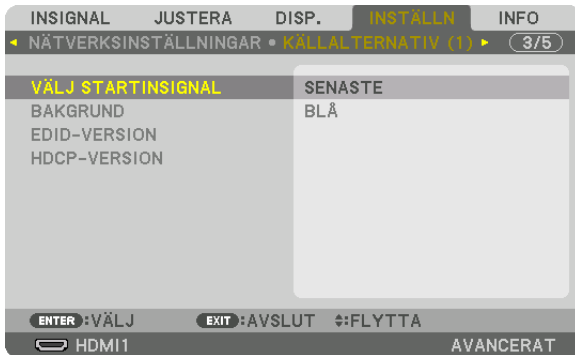 INSIGNAL JUSTERA DISP. INSTÄLLN INFO
NÄTVERKSINSTÄLLNINGAR • KÄLLALTERNATIV (1) 3/5
VÄLJ STARTINSIGNAL SENASTE
BAKGRUND BLÅ
EDID-VERSION
HDCP-VERSION
ENTER :VÄLJ EXIT :AVSLUT :FLYTTA
HDMI1 AVANCERAT